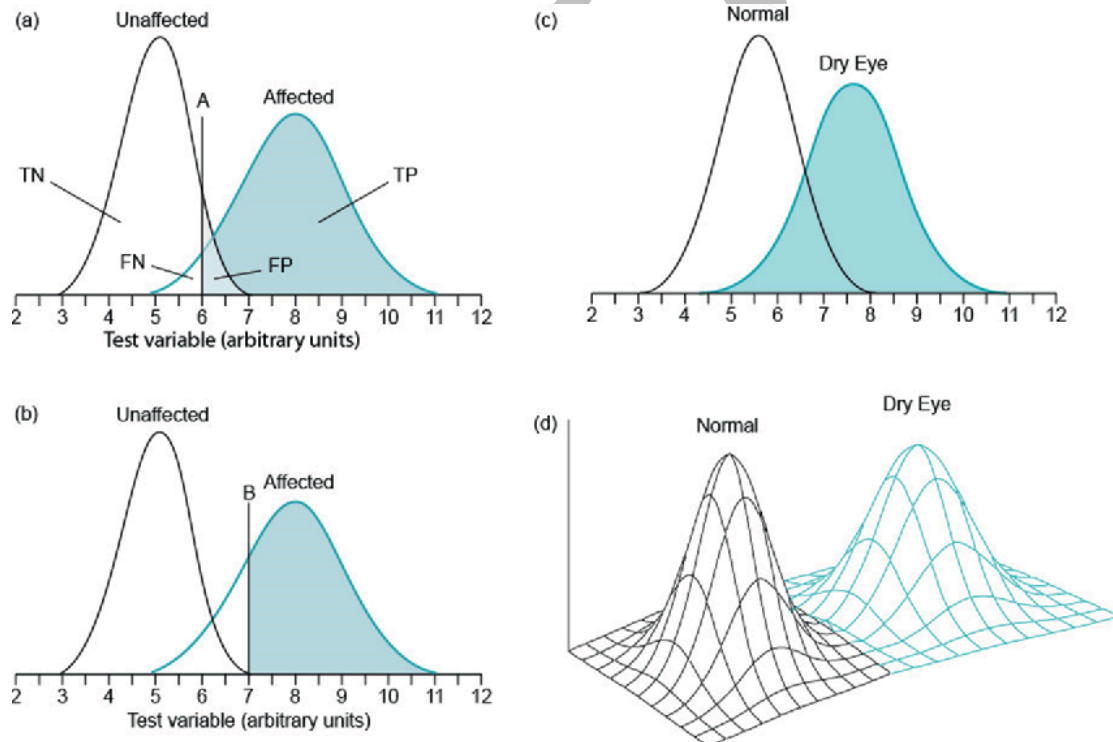 (a)
Unaffected
A
Affected
TN
TP
FN
FP
2 3 4 5 6 7 8 9 10 11 12
Test variable (arbitrary units)
(b)
Unaffected
B
Affected
2 3 4 5 6 7 8 9 10 11 12
Test variable (arbitrary units)
(c)
Normal
Dry Eye
2 3 4 5 6 7 8 9 10 11 12
(d)
Normal
Dry Eye